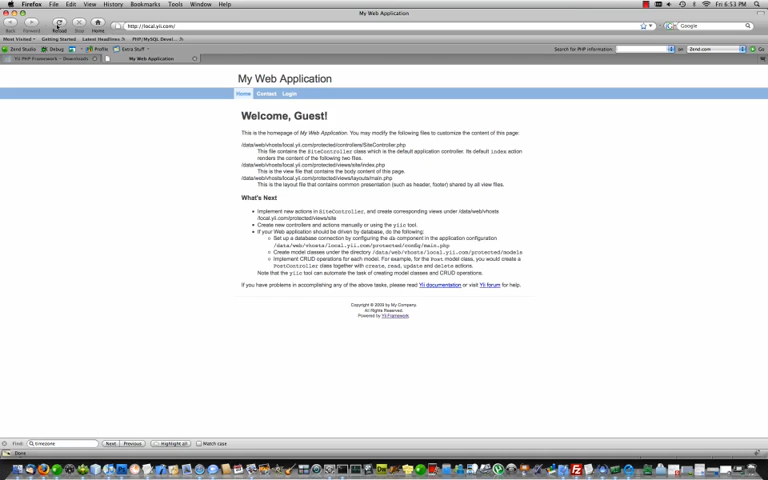 Firefox File Edit View History Bookmarks Tools Window Help
Fri 6:53 PM
My Web Application
Back Forward Reload Stop Home
http://local.yii.com/
Google
Most Visited Getting Started Latest Headlines PHP/MySQL Devel...
Zend Studio Debug Profile Extra Stuff
Search for PHP information on Zend.com
Yii PHP Framework - Downloads
My Web Application
My Web Application
Home Contact Login
Welcome, Guest!
This is the homepage of My Web Application. You may modify the following files to customize the content of this page:
/data/web/vhosts/local.yii.com/protected/controllers/SiteController.php
This file contains the SiteController class which is the default application controller. Its default index action
renders the content of the following two files.
/data/web/vhosts/local.yii.com/protected/views/site/index.php
This is the view file that contains the body content of this page.
/data/web/vhosts/local.yii.com/protected/views/layouts/main.php
This is the layout file that contains common presentation (such as header, footer) shared by all view files.
What's Next
Implement new actions in SiteController, and create corresponding views under /data/web/vhosts
/local.yii.com/protected/views/site
Create new controllers and actions manually or using the yiic tool.
If your Web application should be driven by database, do the following:
Set up a database connection by configuring the db component in the application configuration
/data/web/vhosts/local.yii.com/protected/config/main.php
Create model classes under the directory /data/web/vhosts/local.yii.com/protected/models
Implement CRUD operations for each model. For example, for the Post model class, you would create a
PostController class together with create, read, update and delete actions.
Note that the yiic tool can automate the task of creating model classes and CRUD operations.
If you have problems in accomplishing any of the above tasks, please read Yii documentation or visit Yii forum for help.
Copyright © 2009 by My Company.
All Rights Reserved.
Powered by Yii Framework.
Find: timezone Next Previous Highlight all Match case
Done